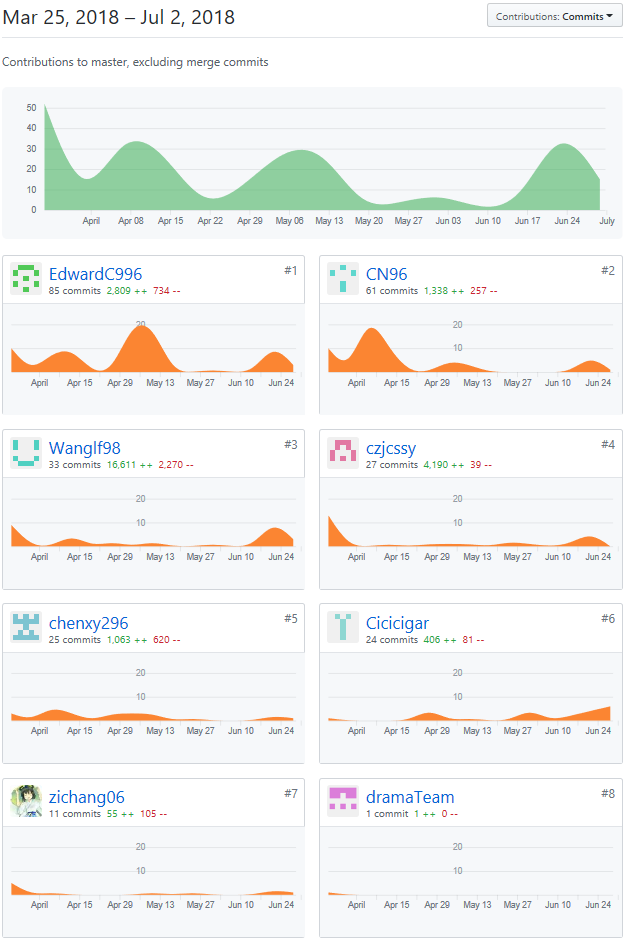 Mar 25, 2018 – Jul 2, 2018
Contributions: Commits
Contributions to master, excluding merge commits
50
40
30
20
10
0
April Apr 08 Apr 15 Apr 22 Apr 29 May 06 May 13 May 20 May 27 Jun 03 Jun 10 Jun 17 Jun 24 July
EdwardC996 #1
85 commits 2,809 ++ 734 --
20
April Apr 15 Apr 29 May 13 May 27 Jun 10 Jun 24
CN96 #2
61 commits 1,338 ++ 257 --
20
10
April Apr 15 Apr 29 May 13 May 27 Jun 10 Jun 24
Wanglf98 #3
33 commits 16,611 ++ 2,270 --
20
10
April Apr 15 Apr 29 May 13 May 27 Jun 10 Jun 24
czjcssy #4
27 commits 4,190 ++ 39 --
20
10
April Apr 15 Apr 29 May 13 May 27 Jun 10 Jun 24
chenxy296 #5
25 commits 1,063 ++ 620 --
20
10
April Apr 15 Apr 29 May 13 May 27 Jun 10 Jun 24
Cicicigar #6
24 commits 406 ++ 81 --
20
10
April Apr 15 Apr 29 May 13 May 27 Jun 10 Jun 24
zichang06 #7
11 commits 55 ++ 105 --
20
10
April Apr 15 Apr 29 May 13 May 27 Jun 10 Jun 24
dramaTeam #8
1 commit 1 ++ 0 --
20
10
April Apr 15 Apr 29 May 13 May 27 Jun 10 Jun 24